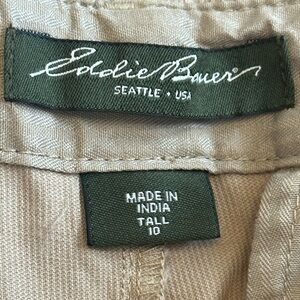 Eddie Bauer
SEATTLE • USA
MADE IN
INDIA
TALL
10